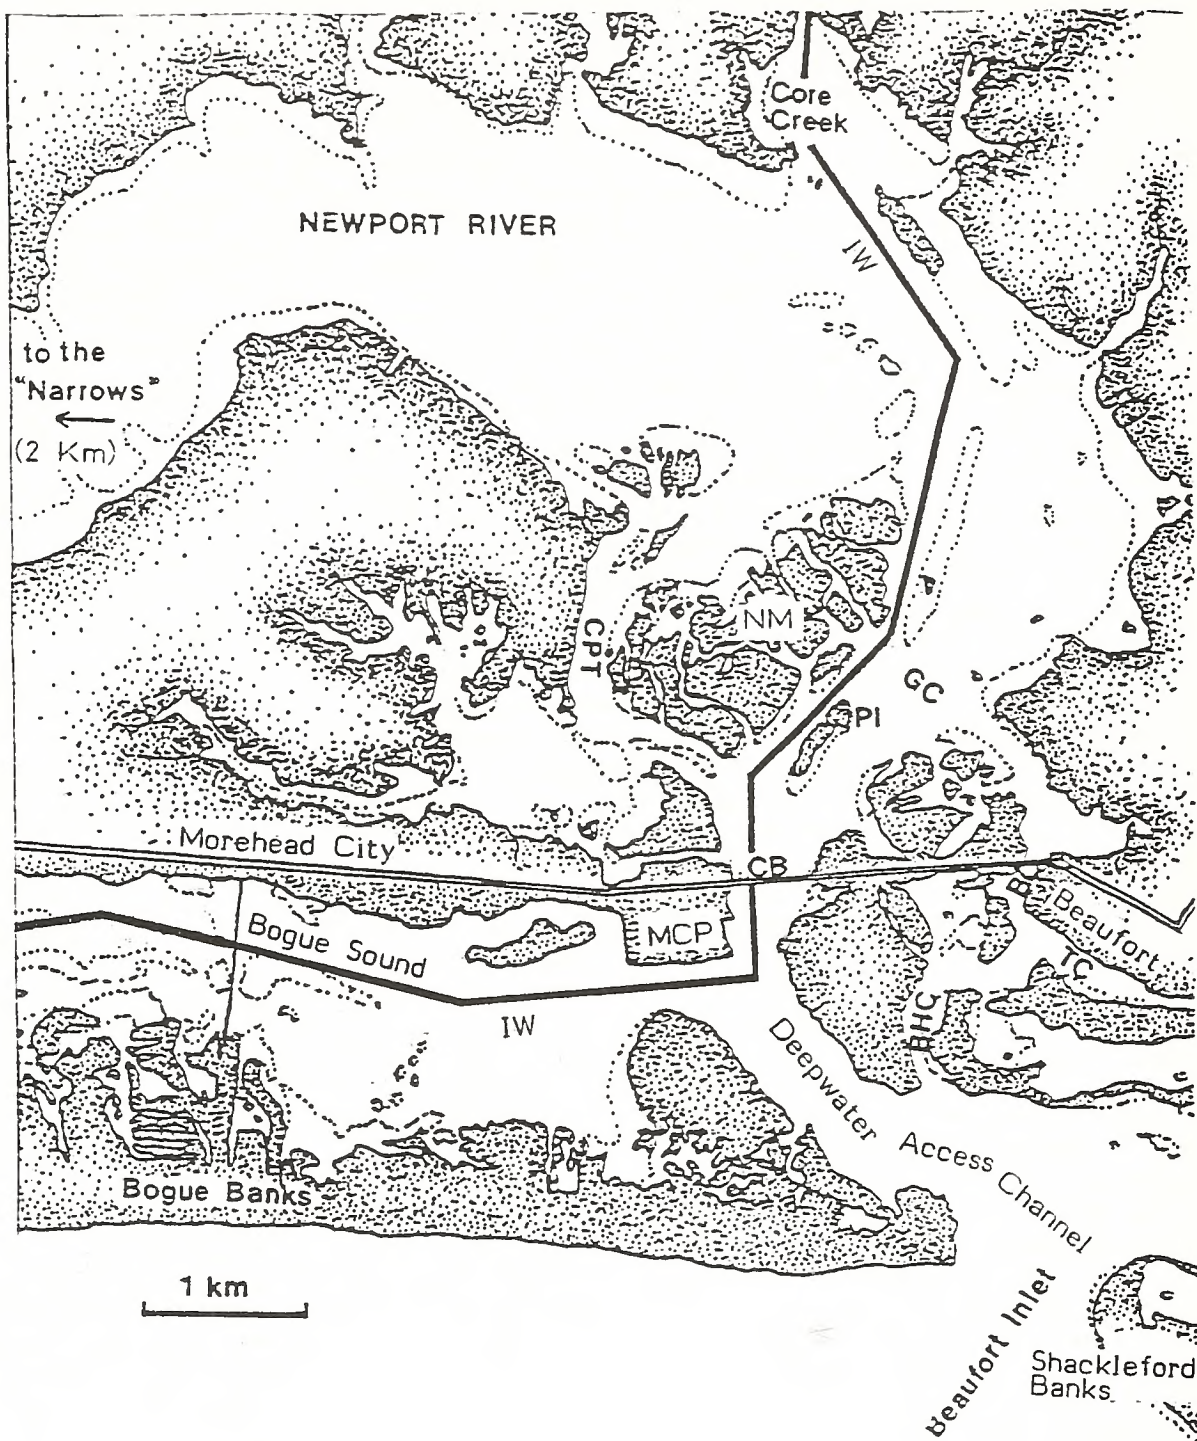 Core
Creek
NEWPORT RIVER
IW
to the
"Narrows"
(2 Km)
NM
CPT
GC
PI
Morehead City
CB
B
Beaufort
Bogue Sound
MCP
TC
BHC
IW
Deepwater Access Channel
Bogue Banks
1 km
Beaufort Inlet
Shackleford
Banks